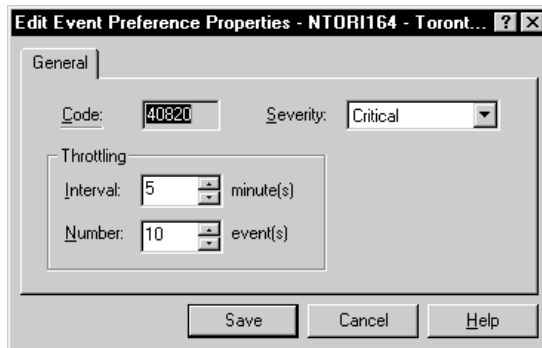 Edit Event Preference Properties - NTORI164 - Toront...
General
Code: 40820 Severity: Critical
Throttling
Interval: 5 minute(s)
Number: 10 event(s)
Save Cancel Help